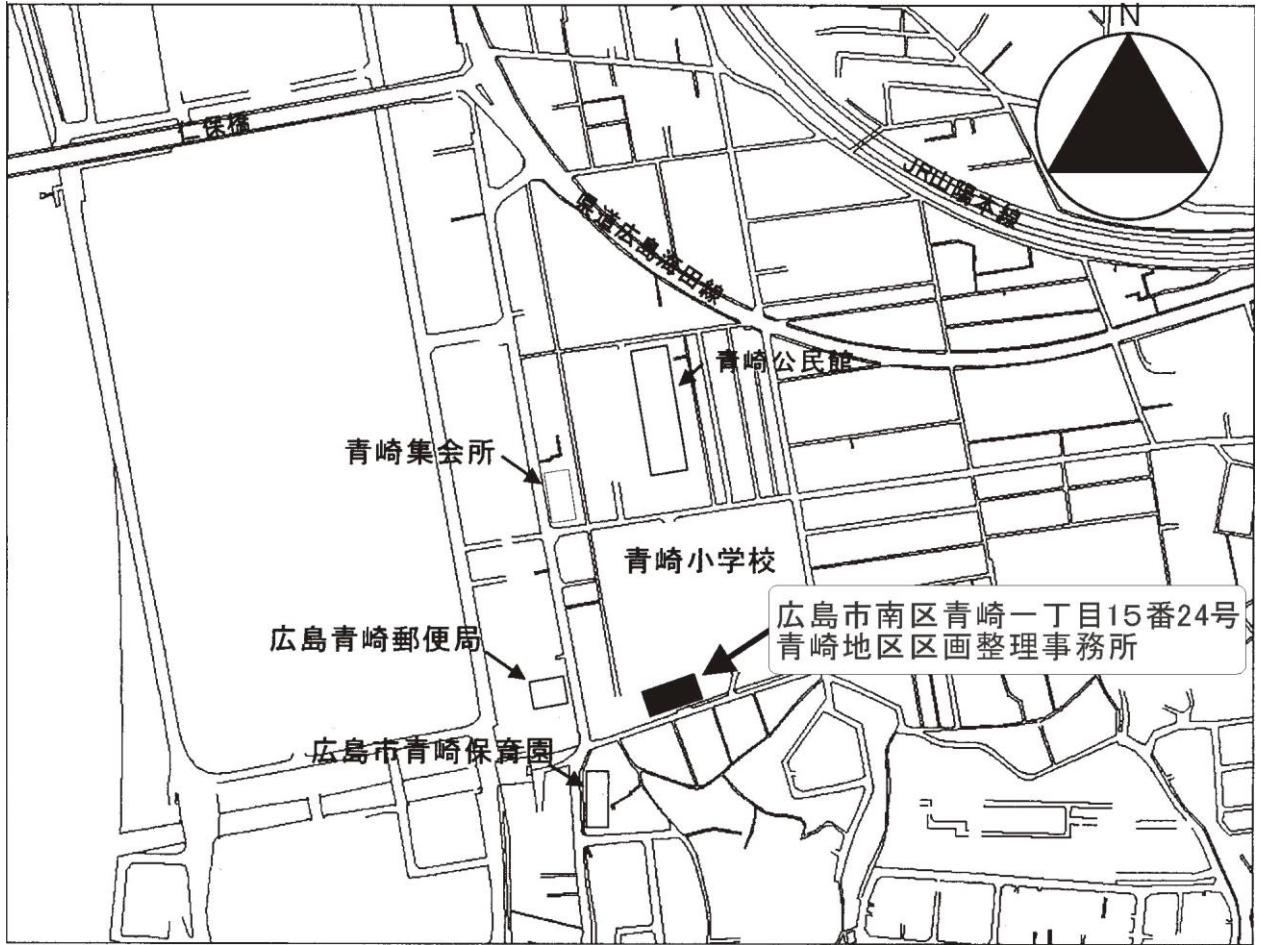 N
仁保橋
JR山陽本線
県道広島海田線
青崎公民館
青崎集会所
青崎小学校
広島市南区青崎一丁目15番24号
青崎地区区画整理事務所
広島青崎郵便局
広島市青崎保育園